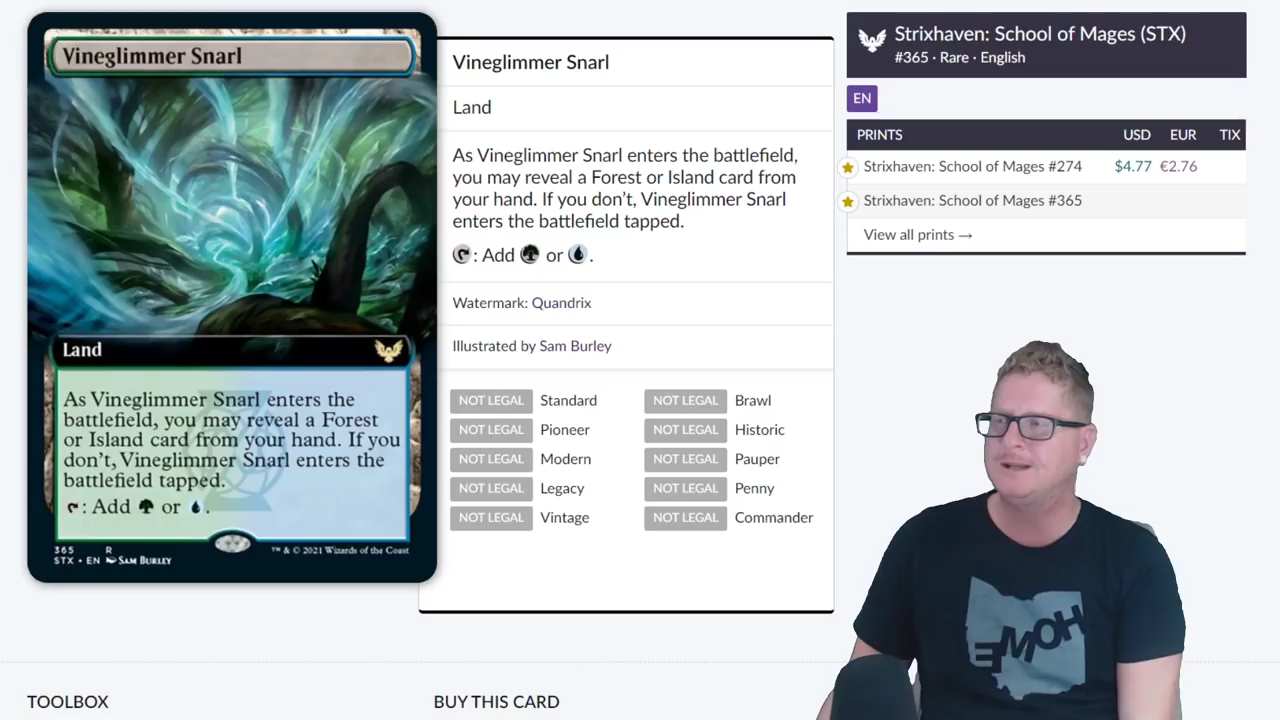 Vineglimmer Snarl
Land
As Vineglimmer Snarl enters the
battlefield, you may reveal a Forest
or Island card from your hand. If you
don't, Vineglimmer Snarl enters the
battlefield tapped.
: Add or .
365 R
STX • EN SAM BURLEY
™ & © 2021 Wizards of the Coast
Vineglimmer Snarl
Land
As Vineglimmer Snarl enters the battlefield,
you may reveal a Forest or Island card from
your hand. If you don't, Vineglimmer Snarl
enters the battlefield tapped.
: Add or .
Watermark: Quandrix
Illustrated by Sam Burley
NOT LEGAL Standard NOT LEGAL Brawl
NOT LEGAL Pioneer NOT LEGAL Historic
NOT LEGAL Modern NOT LEGAL Pauper
NOT LEGAL Legacy NOT LEGAL Penny
NOT LEGAL Vintage NOT LEGAL Commander
Strixhaven: School of Mages (STX)
#365 · Rare · English
EN
PRINTS USD EUR TIX
Strixhaven: School of Mages #274 $4.77 €2.76
Strixhaven: School of Mages #365
View all prints →
HOME
TOOLBOX
BUY THIS CARD